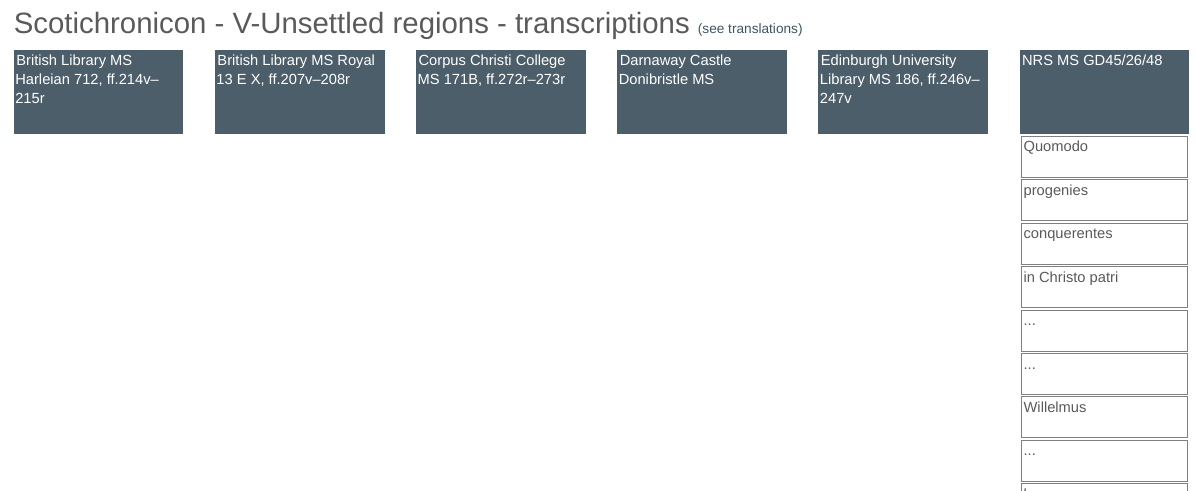 Scotichronicon - V-Unsettled regions - transcriptions (see translations)
British Library MS
Harleian 712, ff.214v–
215r
British Library MS Royal
13 E X, ff.207v–208r
Corpus Christi College
MS 171B, ff.272r–273r
Darnaway Castle
Donibristle MS
Edinburgh University
Library MS 186, ff.246v–
247v
NRS MS GD45/26/48
Quomodo
progenies
conquerentes
in Christo patri
...
...
Willelmus
...